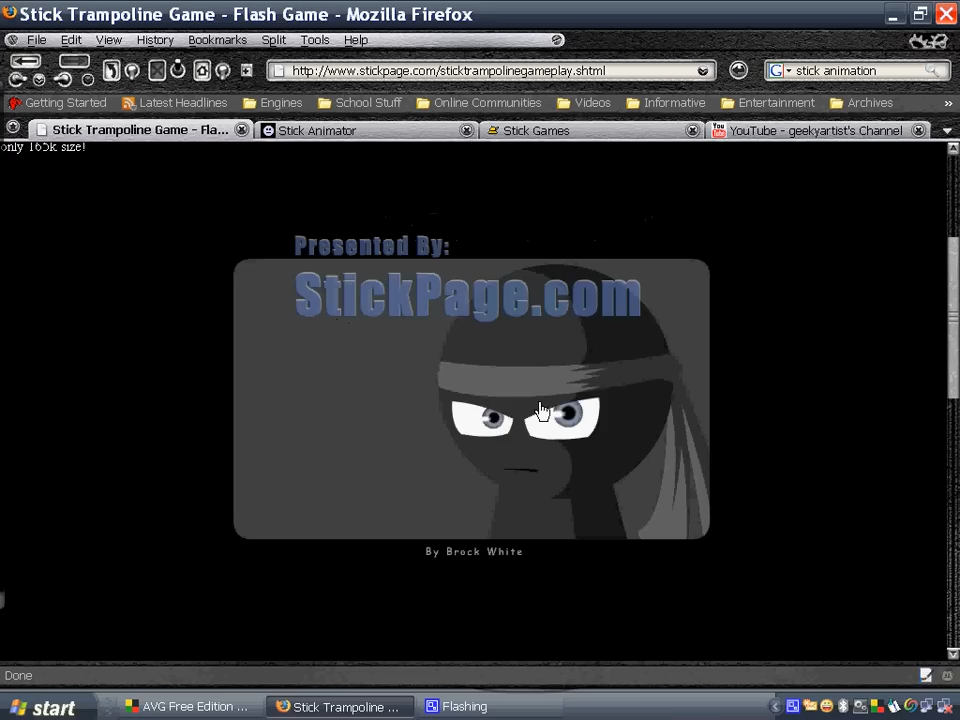 Stick Trampoline Game - Flash Game - Mozilla Firefox
File Edit View History Bookmarks Split Tools Help
http://www.stickpage.com/sticktrampolinegameplay.shtml
stick animation
Getting Started Latest Headlines Engines School Stuff Online Communities Videos Informative Entertainment Archives »
Stick Trampoline Game - Fla... Stick Animator Stick Games YouTube - geekyartist's Channel
only 165k size!
Presented By:
StickPage.com
By Brock White
Done
start AVG Free Edition ... Stick Trampoline ... Flashing